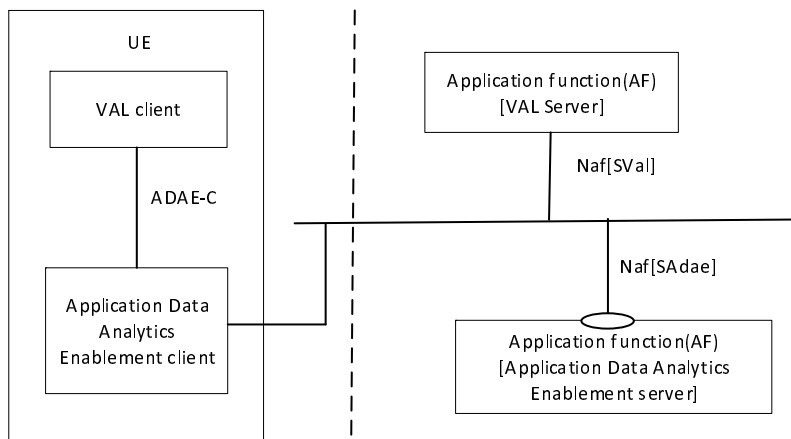 UE
VAL client
ADAE-C
Application Data
Analytics
Enablement client
Application function(AF)
[VAL Server]
Naf[SVal]
Naf[SAdae]
Application function(AF)
[Application Data Analytics
Enablement server]